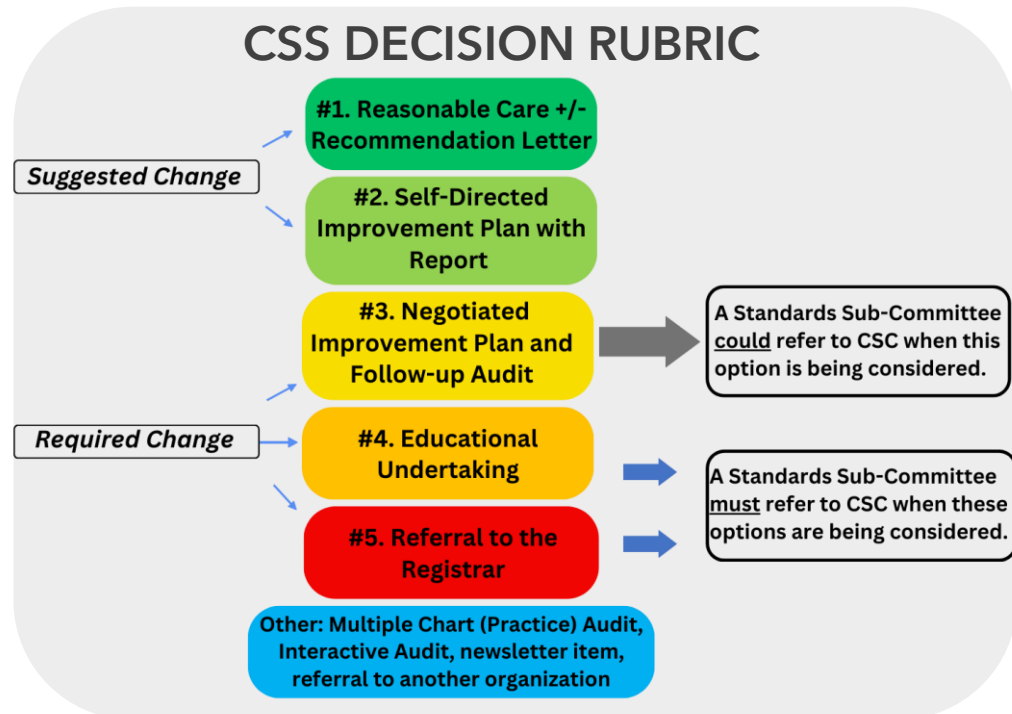 CSS DECISION RUBRIC
#1. Reasonable Care +/-
Recommendation Letter
Suggested Change
#2. Self-Directed
Improvement Plan with
Report
#3. Negotiated
Improvement Plan and
Follow-up Audit
A Standards Sub-Committee
could refer to CSC when this
option is being considered.
Required Change
#4. Educational
Undertaking
A Standards Sub-Committee
must refer to CSC when these
options are being considered.
#5. Referral to the
Registrar
Other: Multiple Chart (Practice) Audit,
Interactive Audit, newsletter item,
referral to another organization